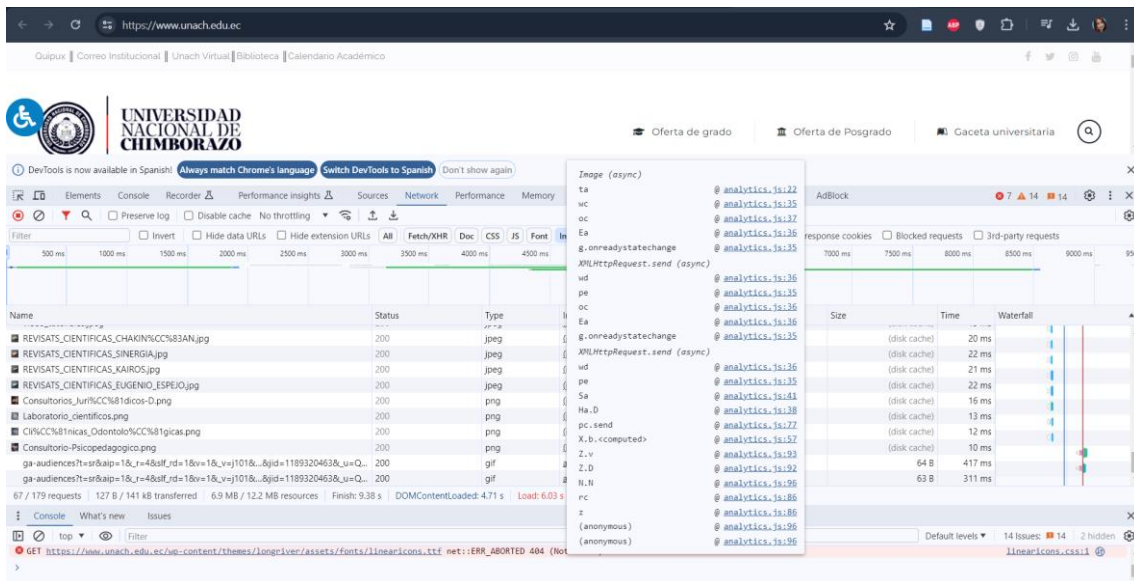 https://www.unach.edu.ec
Quipux | Correo Institucional | Unach Virtual | Biblioteca | Calendario Académico
UNIVERSIDAD
NACIONAL DE
CHIMBORAZO
Oferta de grado Oferta de Posgrado Gaceta universitaria
DevTools is now available in Spanish! Always match Chrome's language Switch DevTools to Spanish Don't show again
Elements Console Recorder Performance insights Sources Network Performance Memory AdBlock 7 14 14
Preserve log Disable cache No throttling
Filter Invert Hide data URLs Hide extension URLs All Fetch/XHR Doc CSS JS Font response cookies Blocked requests 3rd-party requests
500 ms 1000 ms 1500 ms 2000 ms 2500 ms 3000 ms 3500 ms 4000 ms 4500 ms 7000 ms 7500 ms 8000 ms 8500 ms 9000 ms
Image (async)
ta @ analytics.js:22
wc @ analytics.js:35
oc @ analytics.js:37
Ea @ analytics.js:36
g.onreadystatechange @ analytics.js:35
XMLHttpRequest.send (async)
wd @ analytics.js:36
pe @ analytics.js:35
oc @ analytics.js:36
Ea @ analytics.js:36
g.onreadystatechange @ analytics.js:35
XMLHttpRequest.send (async)
wd @ analytics.js:36
pe @ analytics.js:35
Sa @ analytics.js:41
Ha.D @ analytics.js:38
pc.send @ analytics.js:77
X.b.<computed> @ analytics.js:57
Z.v @ analytics.js:93
Z.D @ analytics.js:92
N.N @ analytics.js:96
rc @ analytics.js:86
z @ analytics.js:86
(anonymous) @ analytics.js:96
(anonymous) @ analytics.js:96
Name Status Type Size Time Waterfall
REVISATS_CIENTIFICAS_CHAKIN%CC%83AN.jpg 200 jpeg (disk cache) 20 ms
REVISATS_CIENTIFICAS_SINERGIA.jpg 200 jpeg (disk cache) 22 ms
REVISATS_CIENTIFICAS_KAIROS.jpg 200 jpeg (disk cache) 21 ms
REVISATS_CIENTIFICAS_EUGENIO_ESPEJO.jpg 200 jpeg (disk cache) 22 ms
Consultorios_Juri%CC%81dicos-D.png 200 png (disk cache) 16 ms
Laboratorio_cientificos.png 200 png (disk cache) 13 ms
Cli%CC%81nicas_Odontolo%CC%81gicas.png 200 png (disk cache) 12 ms
Consultorio-Psicopedagogico.png 200 png (disk cache) 10 ms
ga-audiences?t=sr&aip=1&_r=4&slf_rd=1&v=1&_v=j101&...&jid=1189320463&_u=Q... 200 gif 64 B 417 ms
ga-audiences?t=sr&aip=1&_r=4&slf_rd=1&v=1&_v=j101&...&jid=1189320463&_u=Q... 200 gif 63 B 311 ms
67 / 179 requests 127 B / 141 kB transferred 6.9 MB / 12.2 MB resources Finish: 9.38 s DOMContentLoaded: 4.71 s Load: 6.03 s
Console What's new Issues
top Filter Default levels 14 Issues: 14 2 hidden
GET https://www.unach.edu.ec/wp-content/themes/longriver/assets/fonts/linearicons.ttf net::ERR_ABORTED 404 linearicons.css:1